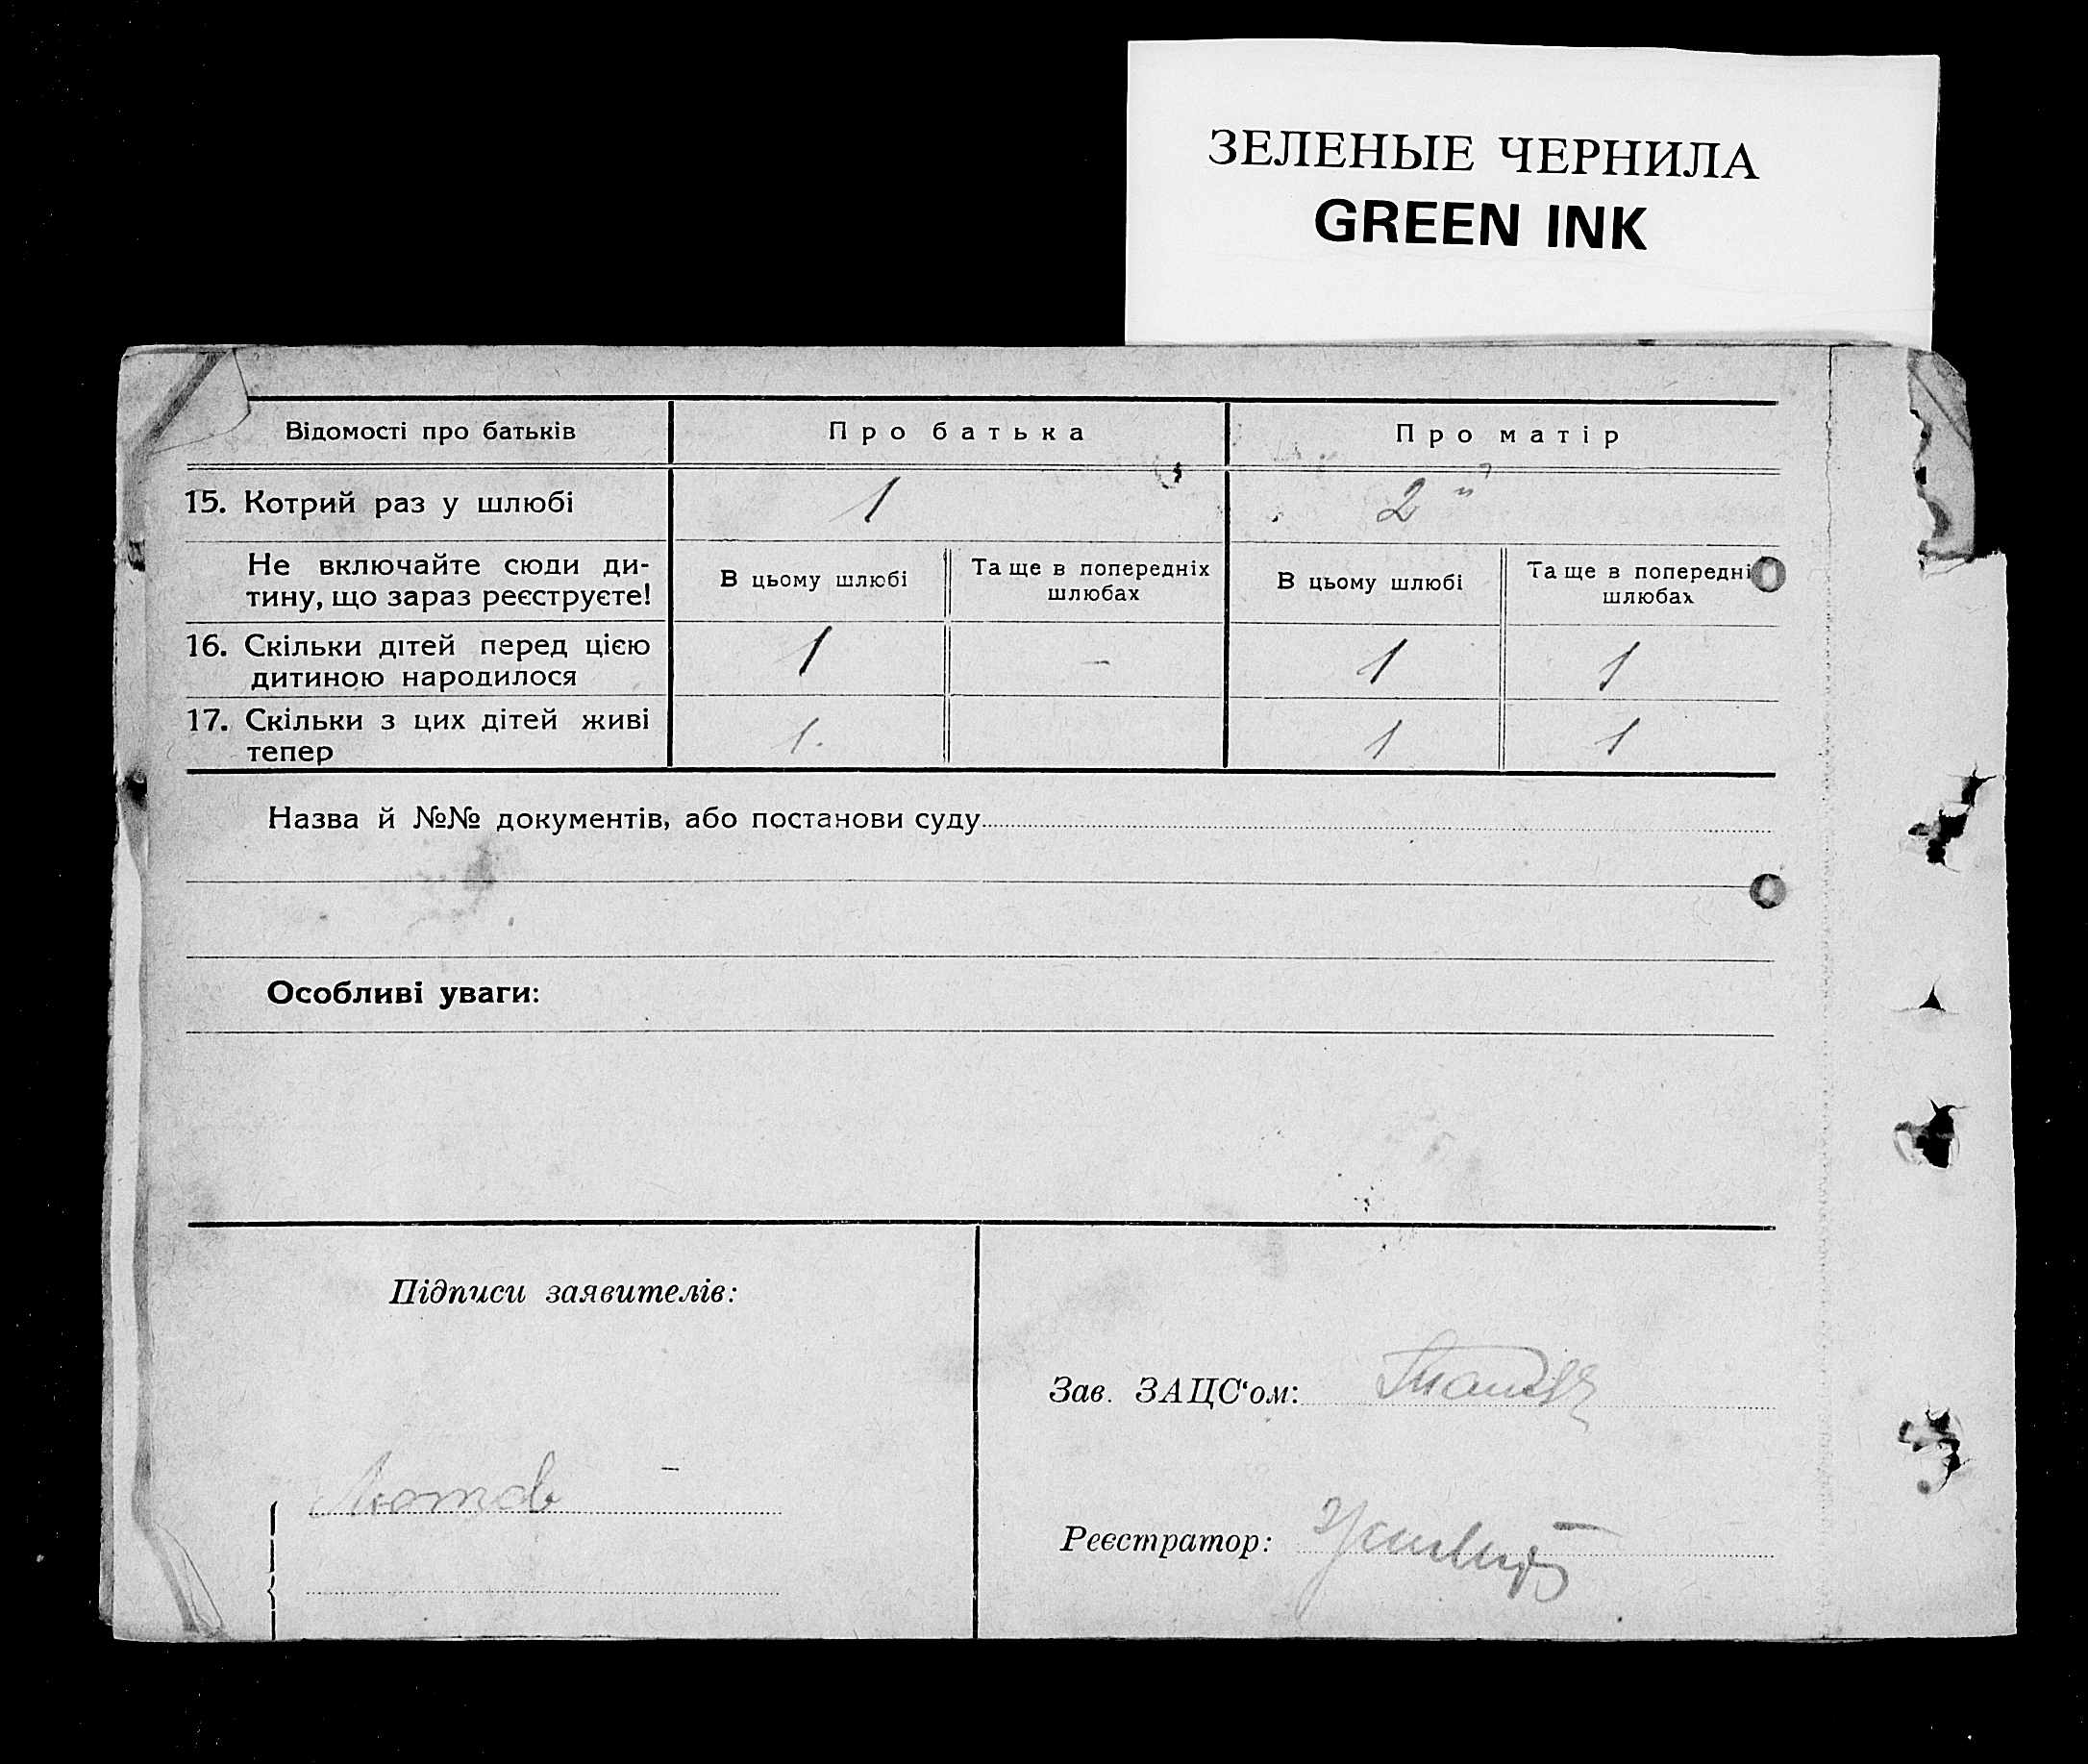 ЗЕЛЕНЫЕ ЧЕРНИЛА
GREEN INK
Відомості про батьків Про батька Про матір
15. Котрий раз у шлюбі 1 2й
Не включайте сюди ди-
тину, що зараз реєструєте!
В цьому шлюбі
Та ще в попередніх
шлюбах
В цьому шлюбі
Та ще в попередні
шлюбах
16. Скільки дітей перед цією
дитиною народилося
1 – 1 1
17. Скільки з цих дітей живі
тепер
1. 1 1
Назва й №№ документів, або постанови суду
Особливі уваги:
Підписи заявителів:
Зав. ЗАЦС‘ом:
Реєстратор: